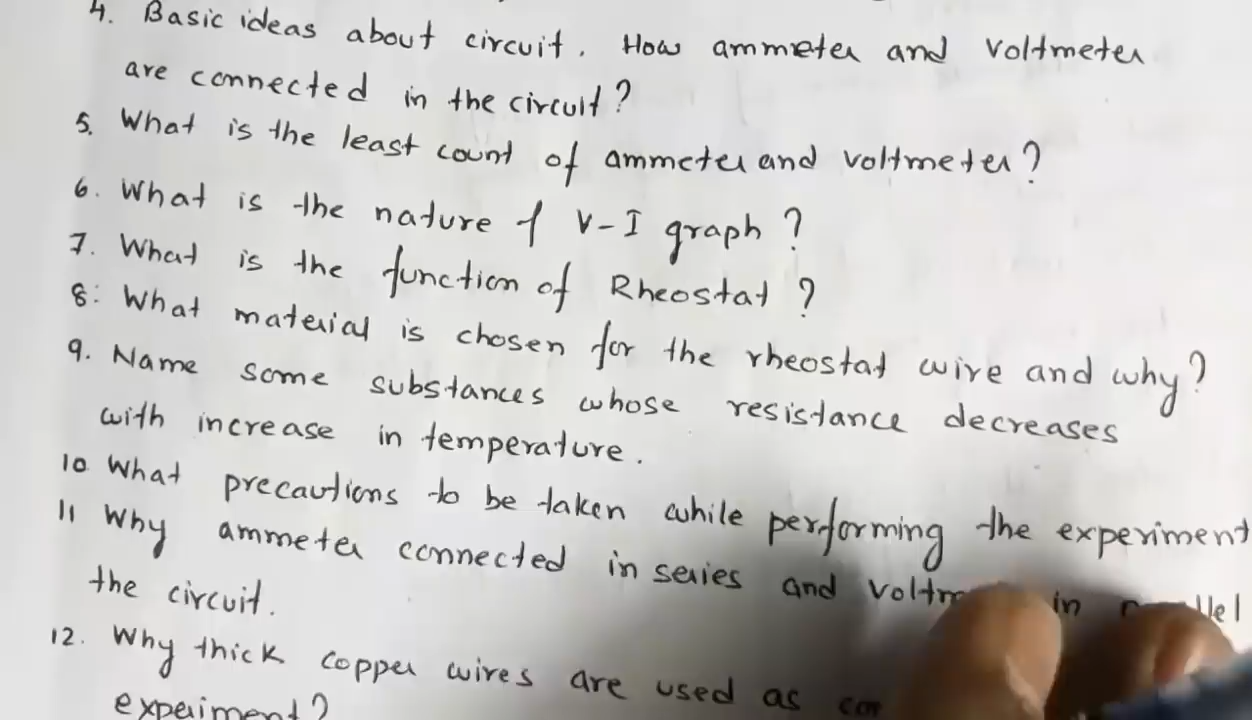 4. Basic ideas about circuit. How ammeter and voltmeter
are connected in the circuit?
5. What is the least count of ammeter and voltmeter?
6. What is the nature of V-I graph?
7. What is the function of Rheostat?
8: What material is chosen for the rheostat wire and why?
9. Name some substances whose resistance decreases
with increase in temperature.
10 What precautions to be taken while performing the experiment
11 Why ammeter connected in series and in
the circuit.
12. Why thick copper wires are used as
experiment?